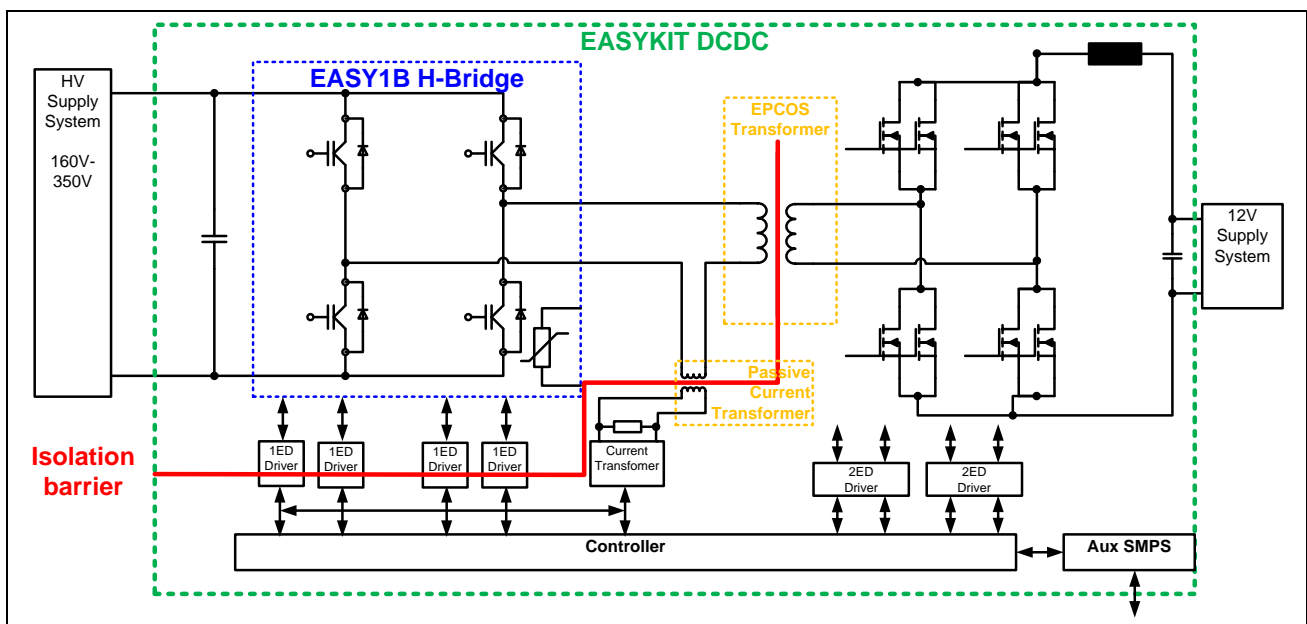 EASYKIT DCDC
HV
Supply
System
160V-
350V
EASY1B H-Bridge
EPCOS
Transformer
12V
Supply
System
Passive
Current
Transformer
Isolation
barrier
1ED
Driver
1ED
Driver
1ED
Driver
1ED
Driver
Current
Transfomer
2ED
Driver
2ED
Driver
Controller
Aux SMPS